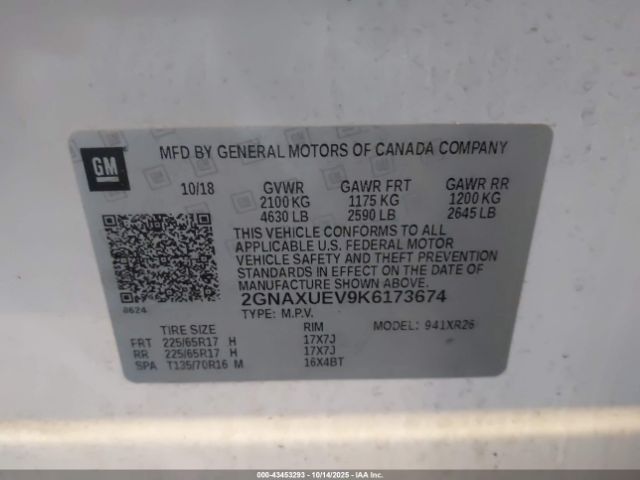 GM
MFD BY GENERAL MOTORS OF CANADA COMPANY
10/18 GVWR GAWR FRT GAWR RR
2100 KG 1175 KG 1200 KG
4630 LB 2590 LB 2645 LB
THIS VEHICLE CONFORMS TO ALL
APPLICABLE U.S. FEDERAL MOTOR
VEHICLE SAFETY AND THEFT PREVENTION
STANDARDS IN EFFECT ON THE DATE OF
MANUFACTURE SHOWN ABOVE.
8624 2GNAXUEV9K6173674
TYPE: M.P.V. MODEL: 941XR26
TIRE SIZE RIM
FRT 225/65R17 H 17X7J
RR 225/65R17 H 17X7J
SPA T135/70R16 M 16X4BT
000-43453293 - 10/14/2025 - IAA Inc.